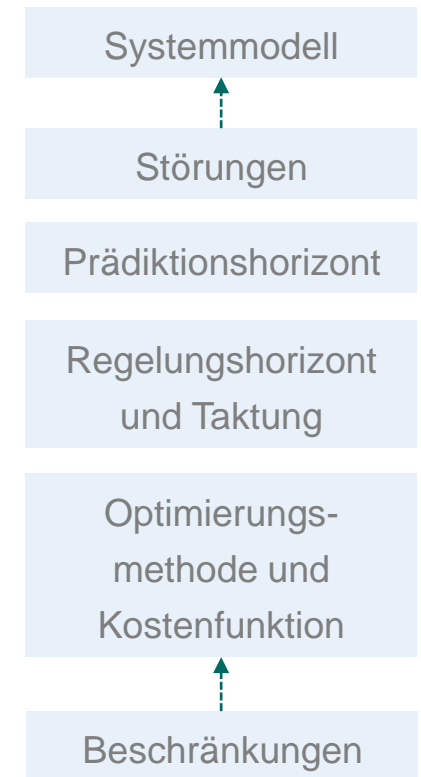 Systemmodell
Störungen
Prädiktionshorizont
Regelungshorizont
und Taktung
Optimierungs-
methode und
Kostenfunktion
Beschränkungen